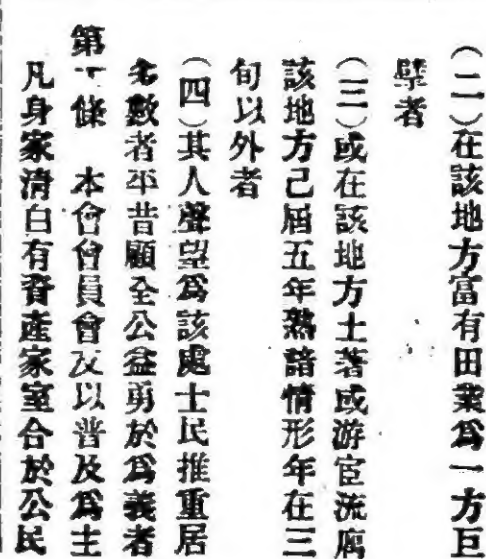 (二)在該地方富有田業爲一方巨
擘者
(三)或在該地方土著或游宦流寓
該地方已屆五年熟諳情形年在三
旬以外者
(四)其人聲望爲該處士民推重居
多數者平昔顧全公益勇於爲義者
第十條 本會會員會友以普及爲主
凡身家清白有資產家室合於公民